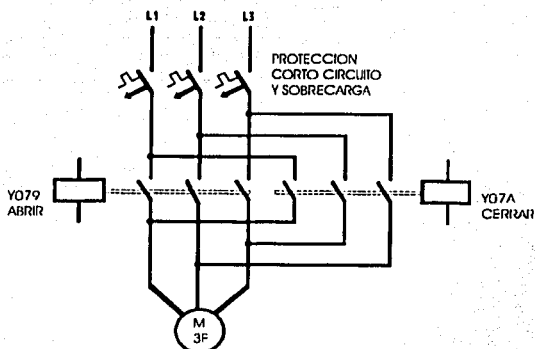 L1 L2 L3
PROTECCION
CORTO CIRCUITO
Y SOBRECARGA
Y079
ABRIR
Y07A
CERRAR
M
3F